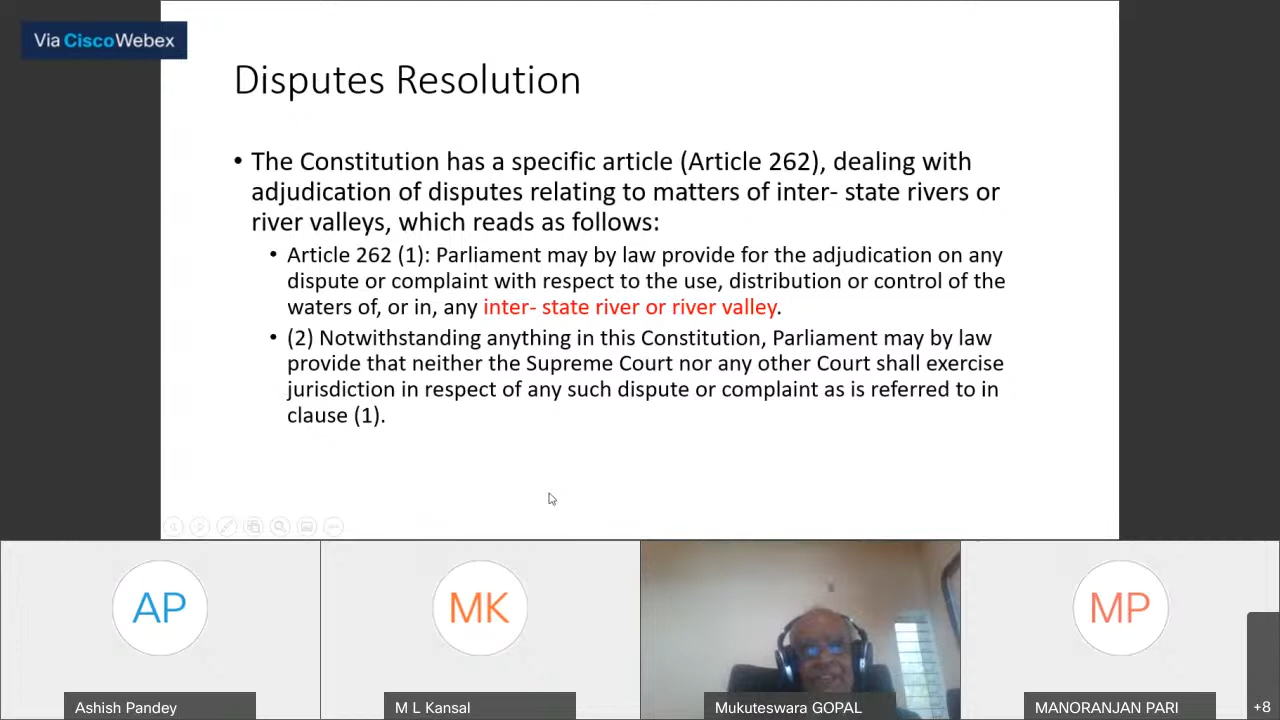 Via CiscoWebex
Disputes Resolution
• The Constitution has a specific article (Article 262), dealing with
adjudication of disputes relating to matters of inter- state rivers or
river valleys, which reads as follows:
• Article 262 (1): Parliament may by law provide for the adjudication on any
dispute or complaint with respect to the use, distribution or control of the
waters of, or in, any inter- state river or river valley.
• (2) Notwithstanding anything in this Constitution, Parliament may by law
provide that neither the Supreme Court nor any other Court shall exercise
jurisdiction in respect of any such dispute or complaint as is referred to in
clause (1).
AP
MK
MP
Ashish Pandey
M L Kansal
Mukuteswara GOPAL
MANORANJAN PARI
+8